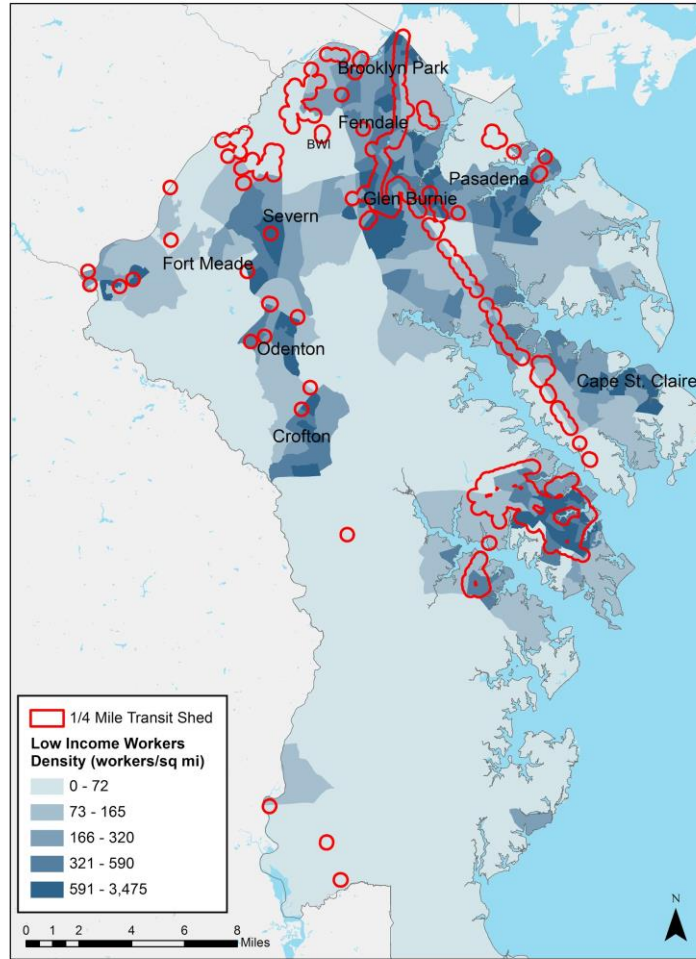 Brooklyn Park
Ferndale
BWI
Pasadena
Glen Burnie
Severn
Fort Meade
Odenton
Cape St. Claire
Crofton
1/4 Mile Transit Shed
Low Income Workers
Density (workers/sq mi)
0 - 72
73 - 165
166 - 320
321 - 590
591 - 3,475
N
0 2 4 6 8
Miles